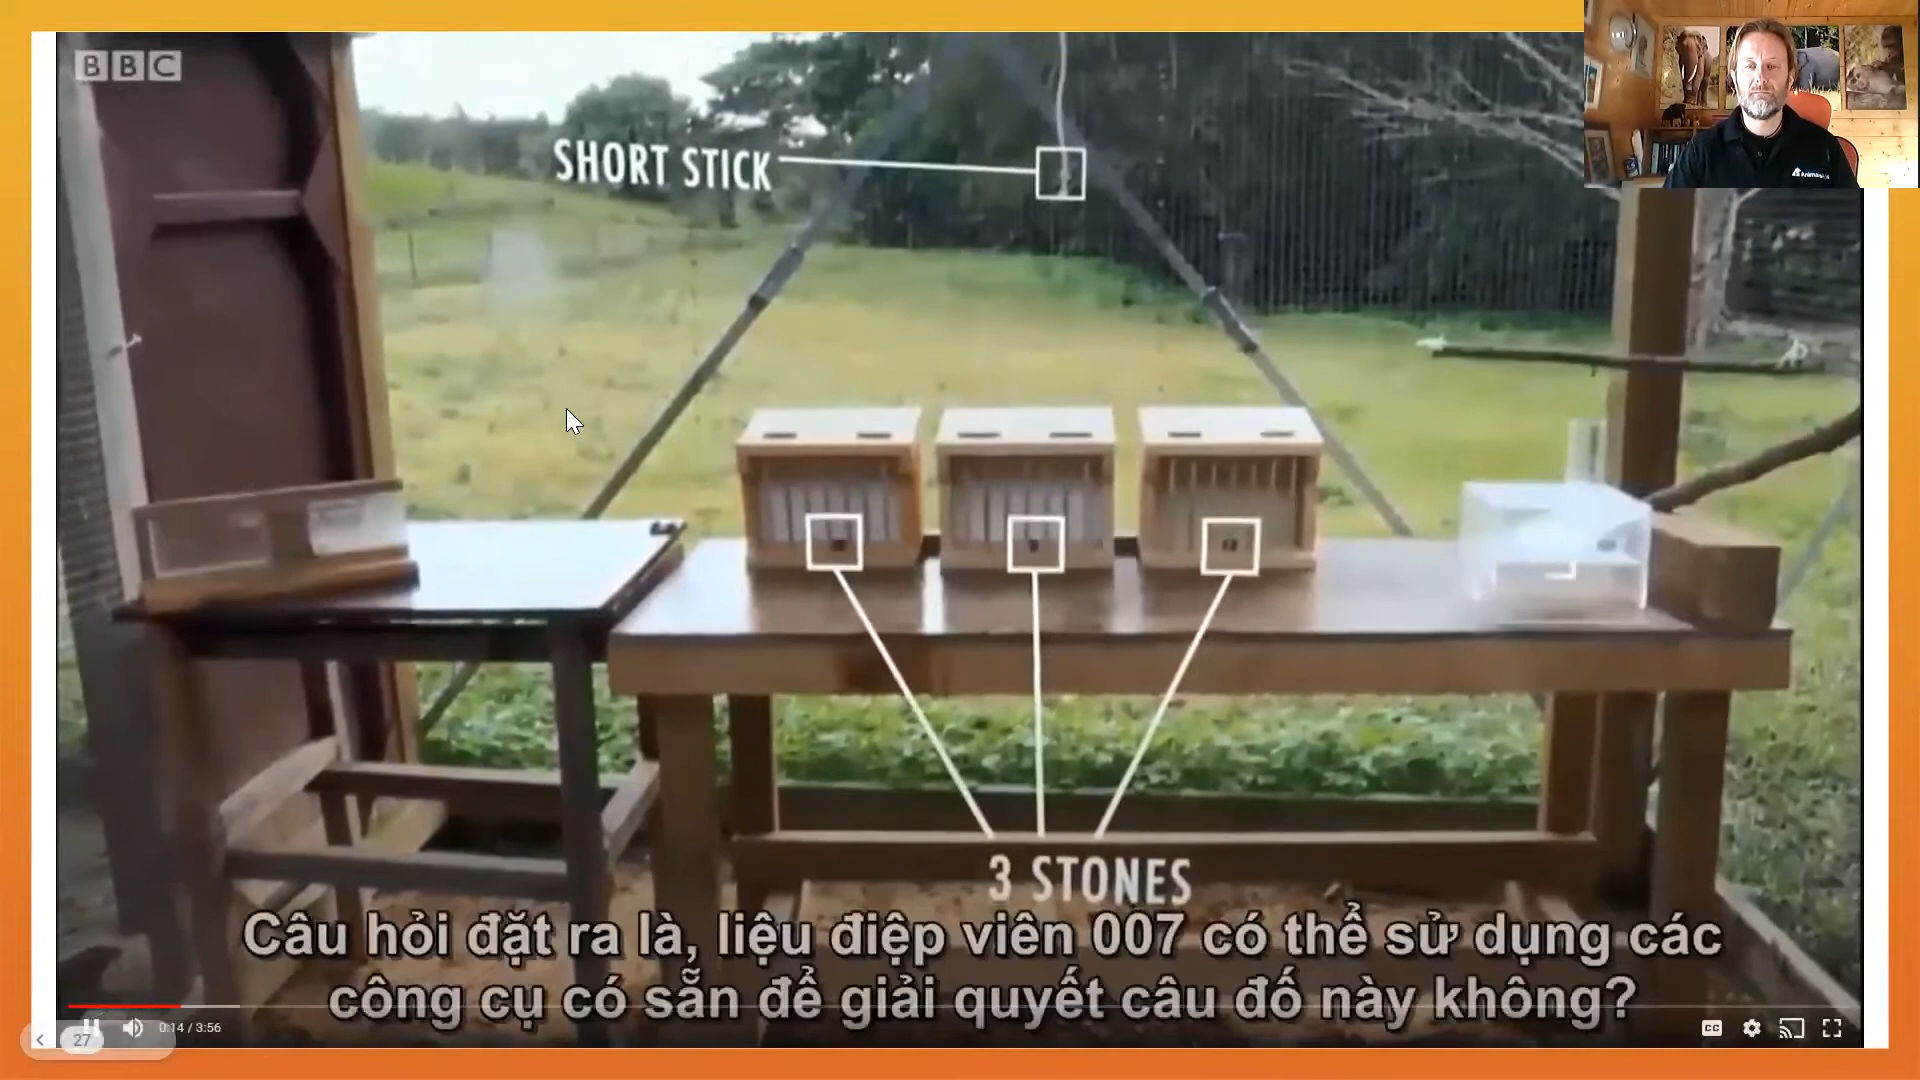 BBC
SHORT STICK
3 STONES
Câu hỏi đặt ra là, liệu điệp viên 007 có thể sử dụng các
công cụ có sẵn để giải quyết câu đố này không?
0:14 / 3:56
CC
27